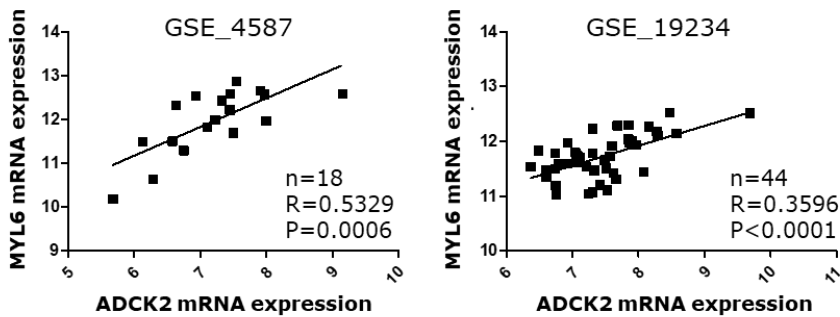 GSE_4587
MYL6 mRNA expression
14
13
12
11
10
9
5
6
7
8
9
10
n=18
R=0.5329
P=0.0006
ADCK2 mRNA expression
GSE_19234
MYL6 mRNA expression
14
13
12
11
10
6
7
8
9
10
11
n=44
R=0.3596
P<0.0001
ADCK2 mRNA expression